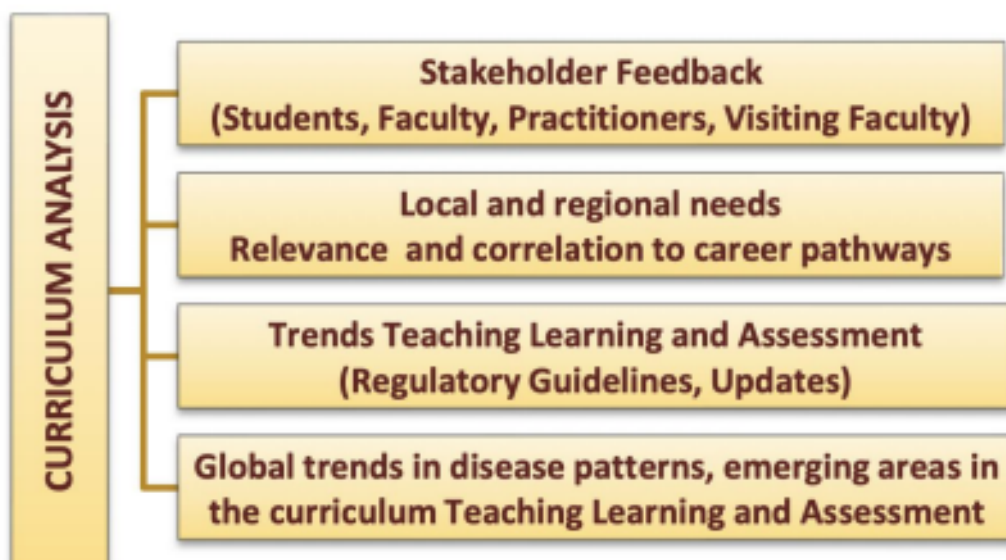 CURRICULUM ANALYSIS
Stakeholder Feedback
(Students, Faculty, Practitioners, Visiting Faculty)
Local and regional needs
Relevance and correlation to career pathways
Trends Teaching Learning and Assessment
(Regulatory Guidelines, Updates)
Global trends in disease patterns, emerging areas in
the curriculum Teaching Learning and Assessment